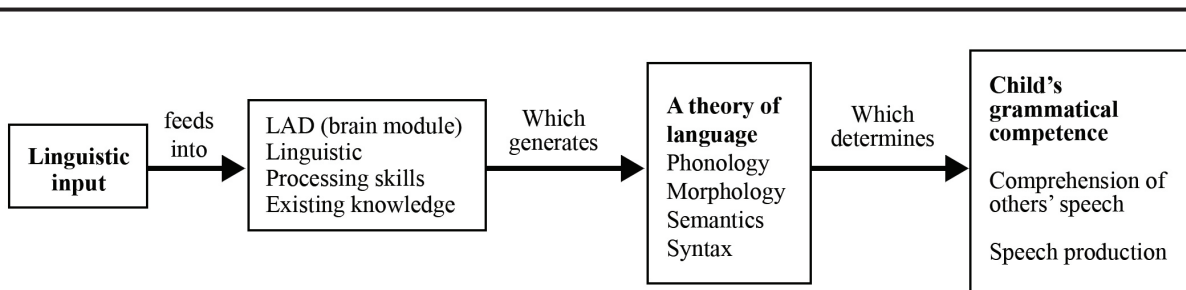 Linguistic
input
feeds
into
LAD (brain module)
Linguistic
Processing skills
Existing knowledge
Which
generates
A theory of
language
Phonology
Morphology
Semantics
Syntax
Which
determines
Child’s
grammatical
competence
Comprehension of
others’ speech
Speech production